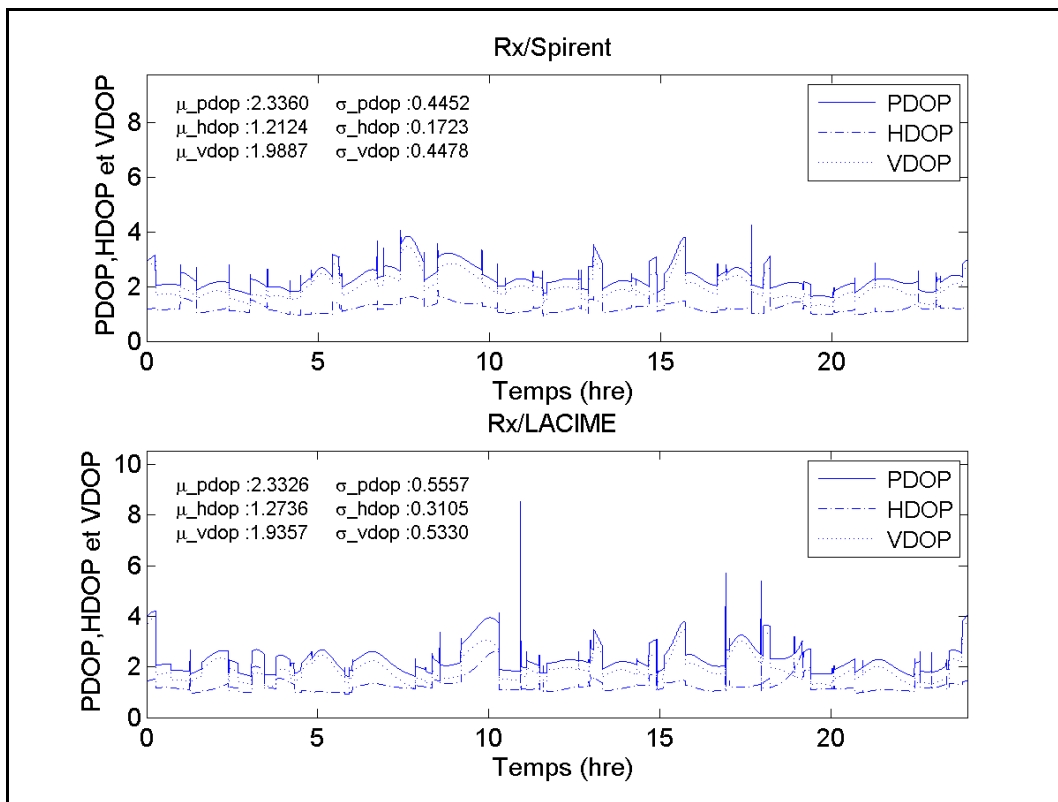 Rx/Spirent
PDOP,HDOP et VDOP
μ_pdop :2.3360 σ_pdop :0.4452
μ_hdop :1.2124 σ_hdop :0.1723
μ_vdop :1.9887 σ_vdop :0.4478
PDOP
HDOP
VDOP
8
6
4
2
0
0 5 10 15 20
Temps (hre)
Rx/LACIME
PDOP,HDOP et VDOP
μ_pdop :2.3326 σ_pdop :0.5557
μ_hdop :1.2736 σ_hdop :0.3105
μ_vdop :1.9357 σ_vdop :0.5330
PDOP
HDOP
VDOP
10
8
6
4
2
0
0 5 10 15 20
Temps (hre)